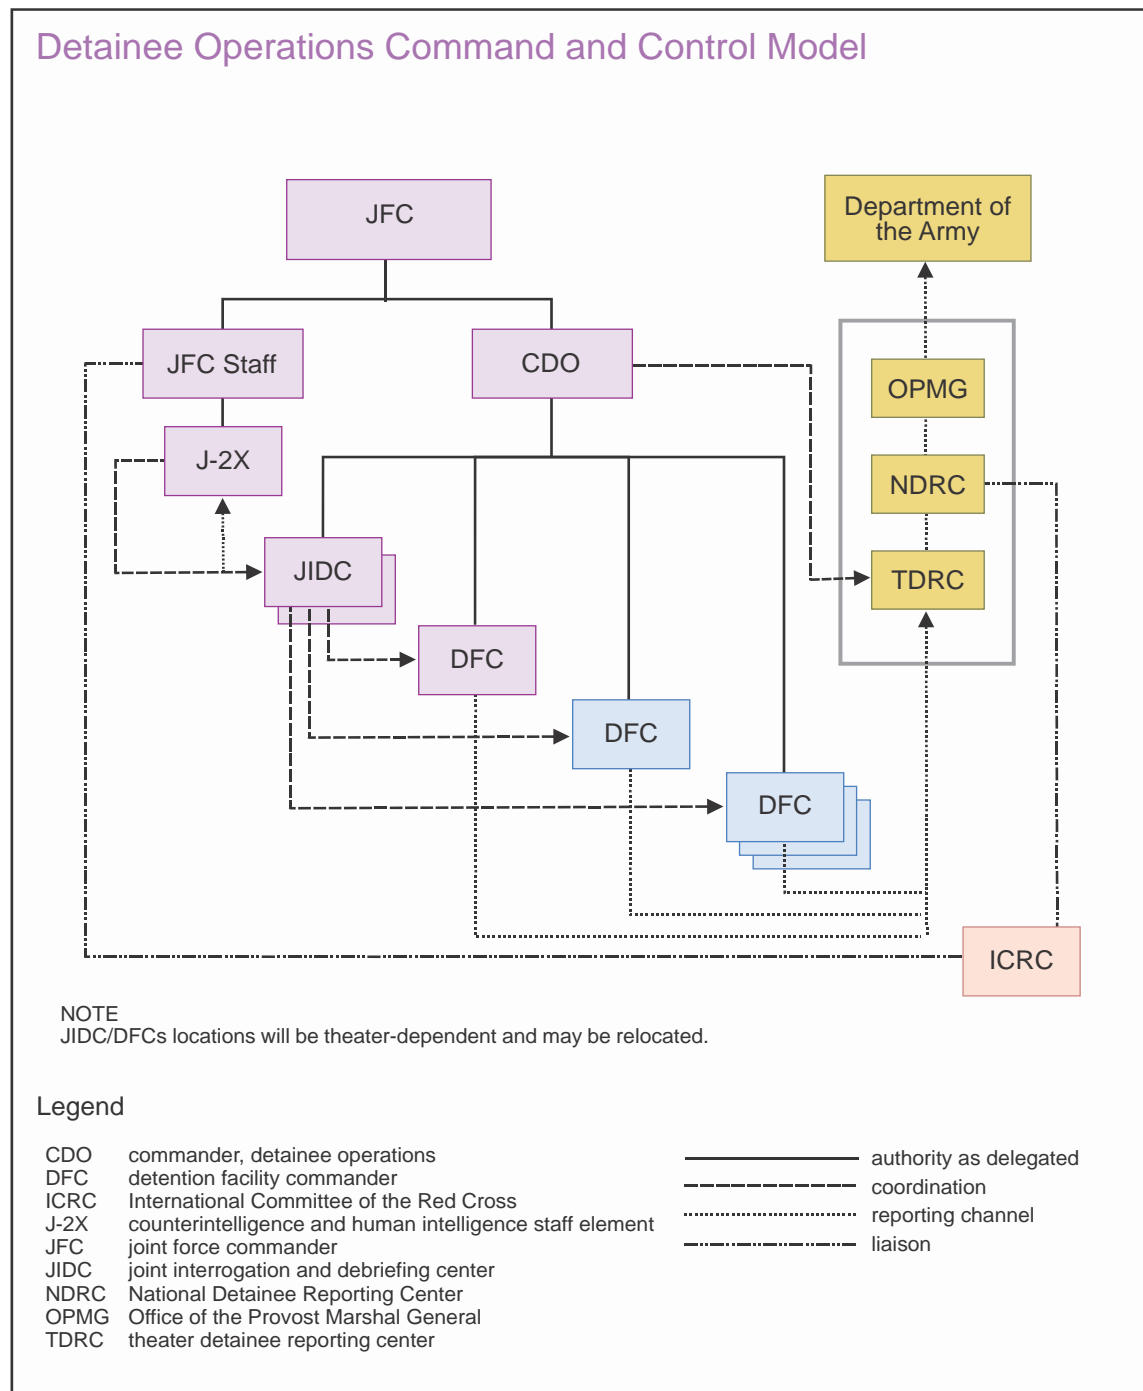 Detainee Operations Command and Control Model
JFC
Department of
the Army
JFC Staff
CDO
OPMG
J-2X
NDRC
JIDC
TDRC
DFC
DFC
DFC
ICRC
NOTE
JIDC/DFCs locations will be theater-dependent and may be relocated.
Legend
CDO commander, detainee operations
DFC detention facility commander
ICRC International Committee of the Red Cross
J-2X counterintelligence and human intelligence staff element
JFC joint force commander
JIDC joint interrogation and debriefing center
NDRC National Detainee Reporting Center
OPMG Office of the Provost Marshal General
TDRC theater detainee reporting center
authority as delegated
coordination
reporting channel
liaison